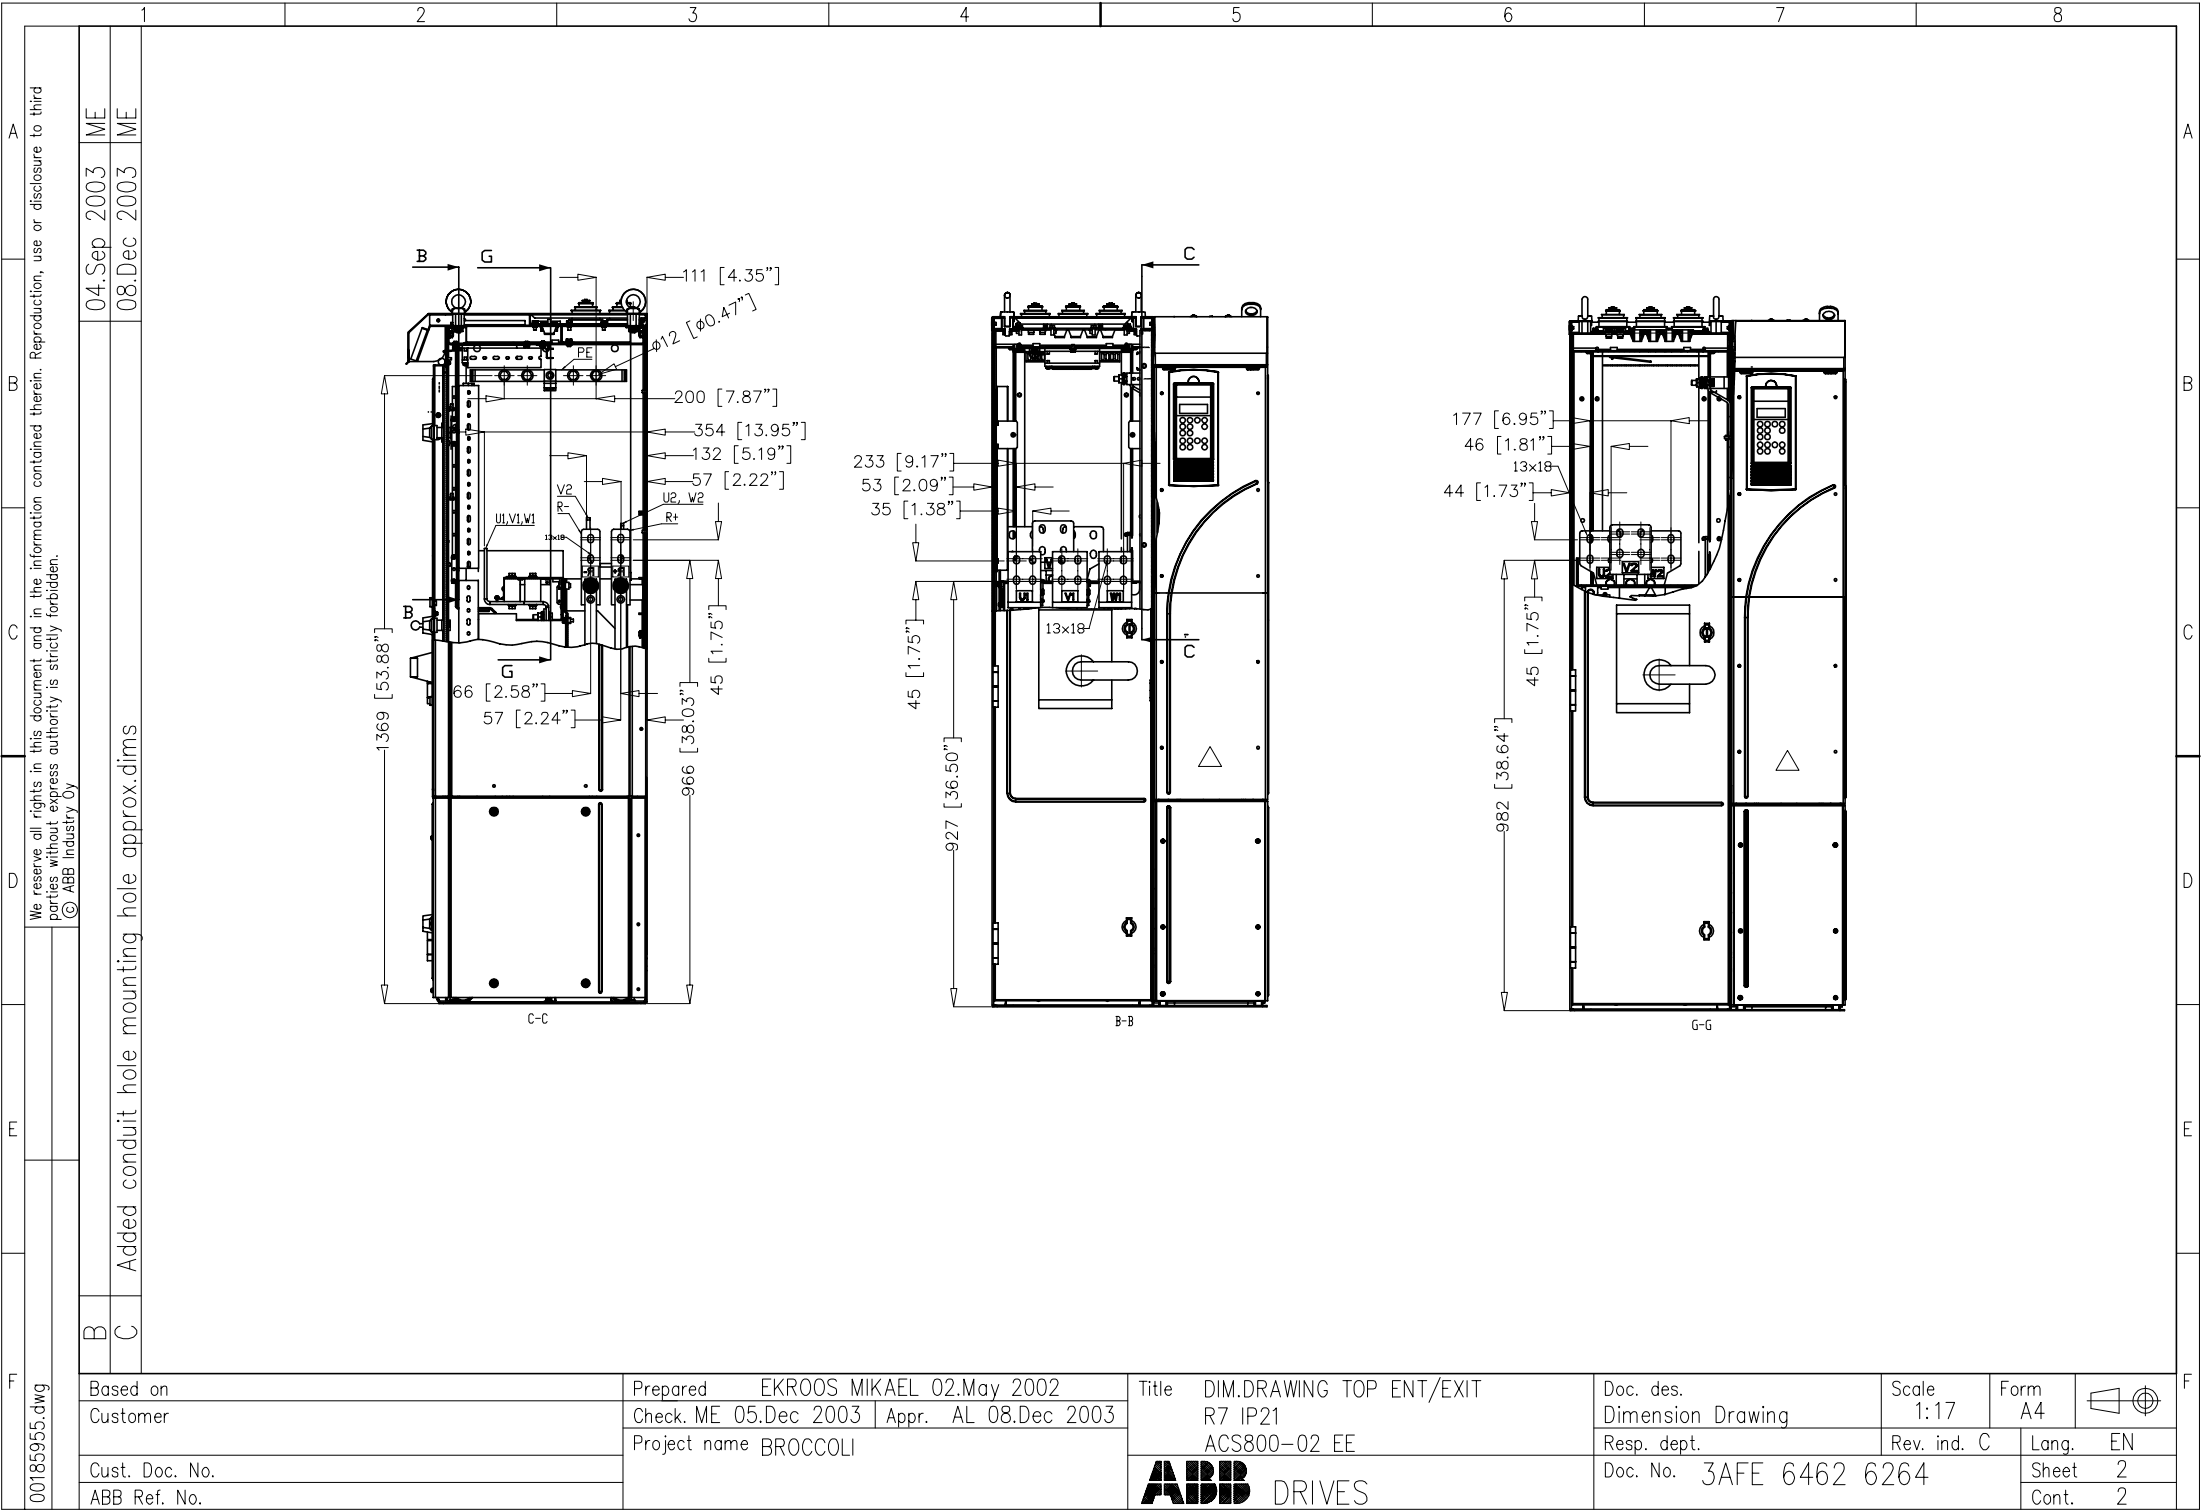 1 2 3 4 5 6 7 8
A
B
C
D
E
F
A
B
C
D
E
F
We reserve all rights in this document and in the information contained therein. Reproduction, use or disclosure to third
parties without express authority is strictly forbidden.
© ABB Industry Oy
00185955.dwg
B 04.Sep 2003 ME
C Added conduit hole mounting hole approx.dims 08.Dec 2003 ME
B
G
111 [4.35"]
ø12 [ø0.47"]
PE
200 [7.87"]
354 [13.95"]
132 [5.19"]
57 [2.22"]
V2
U2, W2
R-
R+
U1,V1,W1
13x18
B
G
66 [2.58"]
57 [2.24"]
1369 [53.88"]
966 [38.03"]
45 [1.75"]
C-C
C
233 [9.17"]
53 [2.09"]
35 [1.38"]
U1
V1
W1
13x18
C
45 [1.75"]
927 [36.50"]
B-B
177 [6.95"]
46 [1.81"]
13x18
44 [1.73"]
U2
V2
W2
45 [1.75"]
982 [38.64"]
G-G
Based on
Customer
Cust. Doc. No.
ABB Ref. No.
Prepared EKROOS MIKAEL 02.May 2002
Check. ME 05.Dec 2003 Appr. AL 08.Dec 2003
Project name BROCCOLI
Title DIM.DRAWING TOP ENT/EXIT
R7 IP21
ACS800-02 EE
ABB DRIVES
Doc. des.
Dimension Drawing
Resp. dept.
Doc. No. 3AFE 6462 6264
Scale
1:17
Form
A4
Rev. ind. C
Lang. EN
Sheet 2
Cont. 2